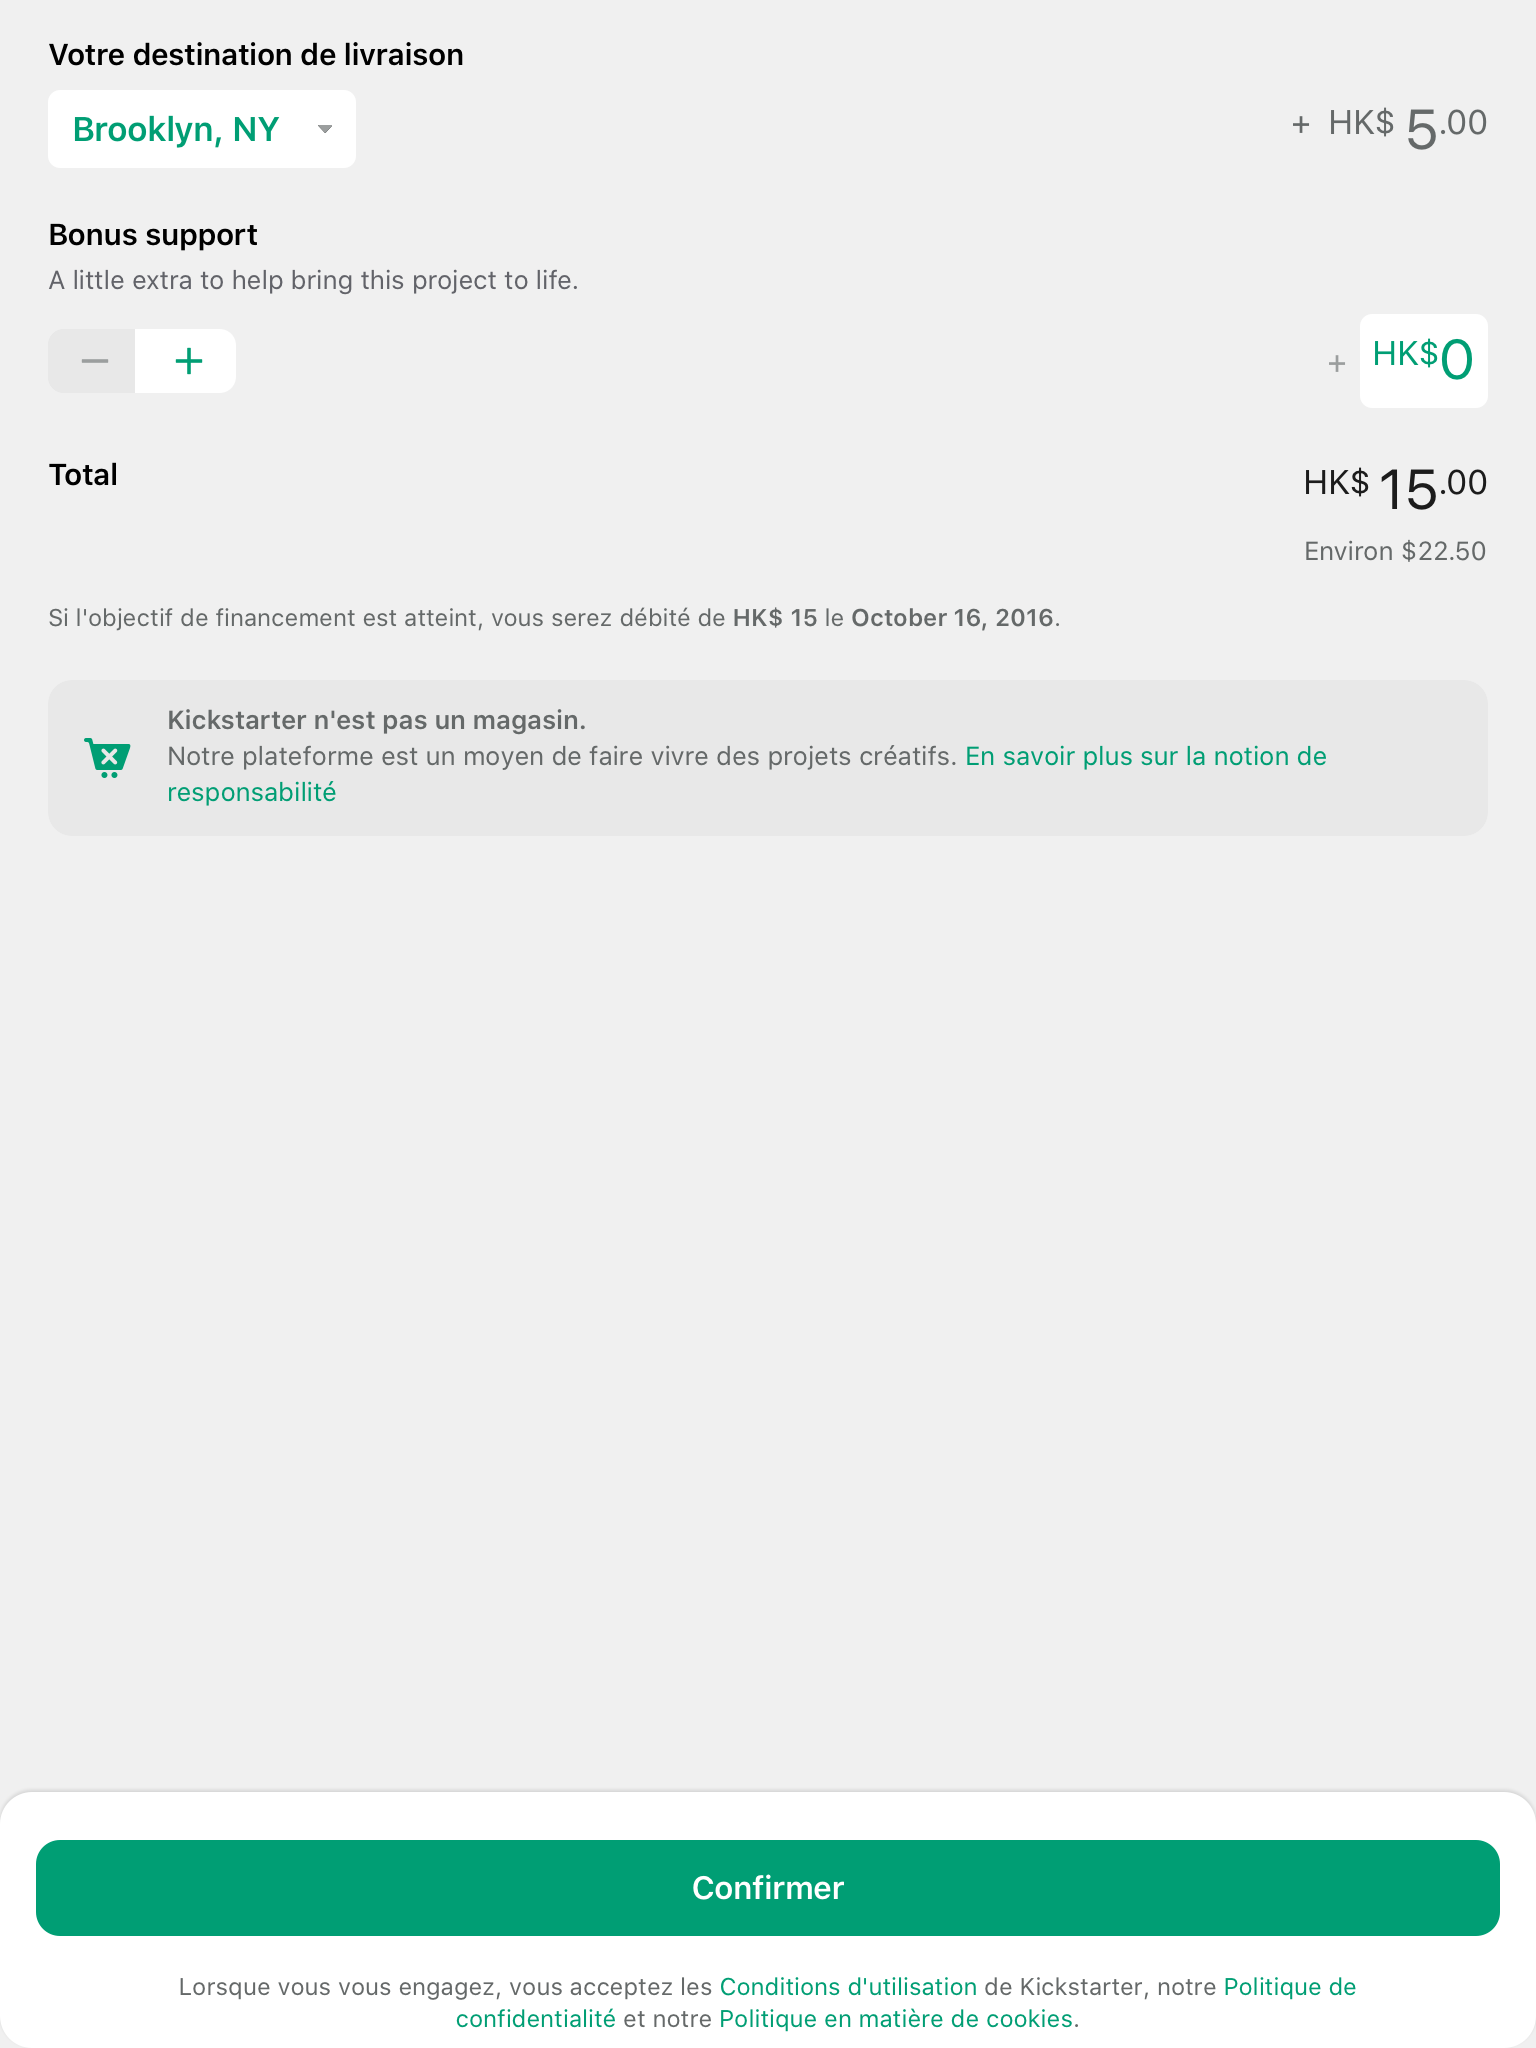 Votre destination de livraison
Brooklyn, NY
+ HK$ 5.00
Bonus support
A little extra to help bring this project to life.
+ HK$0
Total
HK$ 15.00
Environ $22.50
Si l'objectif de financement est atteint, vous serez débité de HK$ 15 le October 16, 2016.
Kickstarter n'est pas un magasin.
Notre plateforme est un moyen de faire vivre des projets créatifs. En savoir plus sur la notion de
responsabilité
Confirmer
Lorsque vous vous engagez, vous acceptez les Conditions d'utilisation de Kickstarter, notre Politique de
confidentialité et notre Politique en matière de cookies.